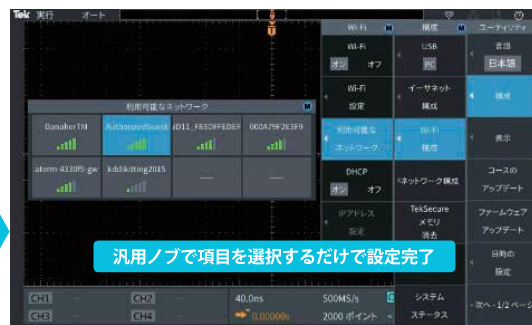 Tek 実行 オート
Wi-Fi M
構成 M
ユーティリティ
Wi-Fi
オン オフ
USB
PC
言語
日本語
Wi-Fi
設定
イーサネット
構成
構成
利用可能なネットワーク M
DanaherTM
AuthorizedGuest
000A79F2E3F9
aterm-4330f5-gw
kddikitting2015
-----
-----
利用可能な
ネットワーク
Wi-Fi
構成
表示
DHCP
オン オフ
ネットワーク構成
コースの
アップデート
IPアドレス
設定
TekSecure
メモリ
消去
ファームウェア
アップデート
汎用ノブで項目を選択するだけで設定完了
日時の
設定
CH1 --
CH2 --
40.0ns
500MS/s
システム
ステータス
- 次へ - 1/2 ページ
CH3 --
CH4 --
0.00000s
2000 ポイント